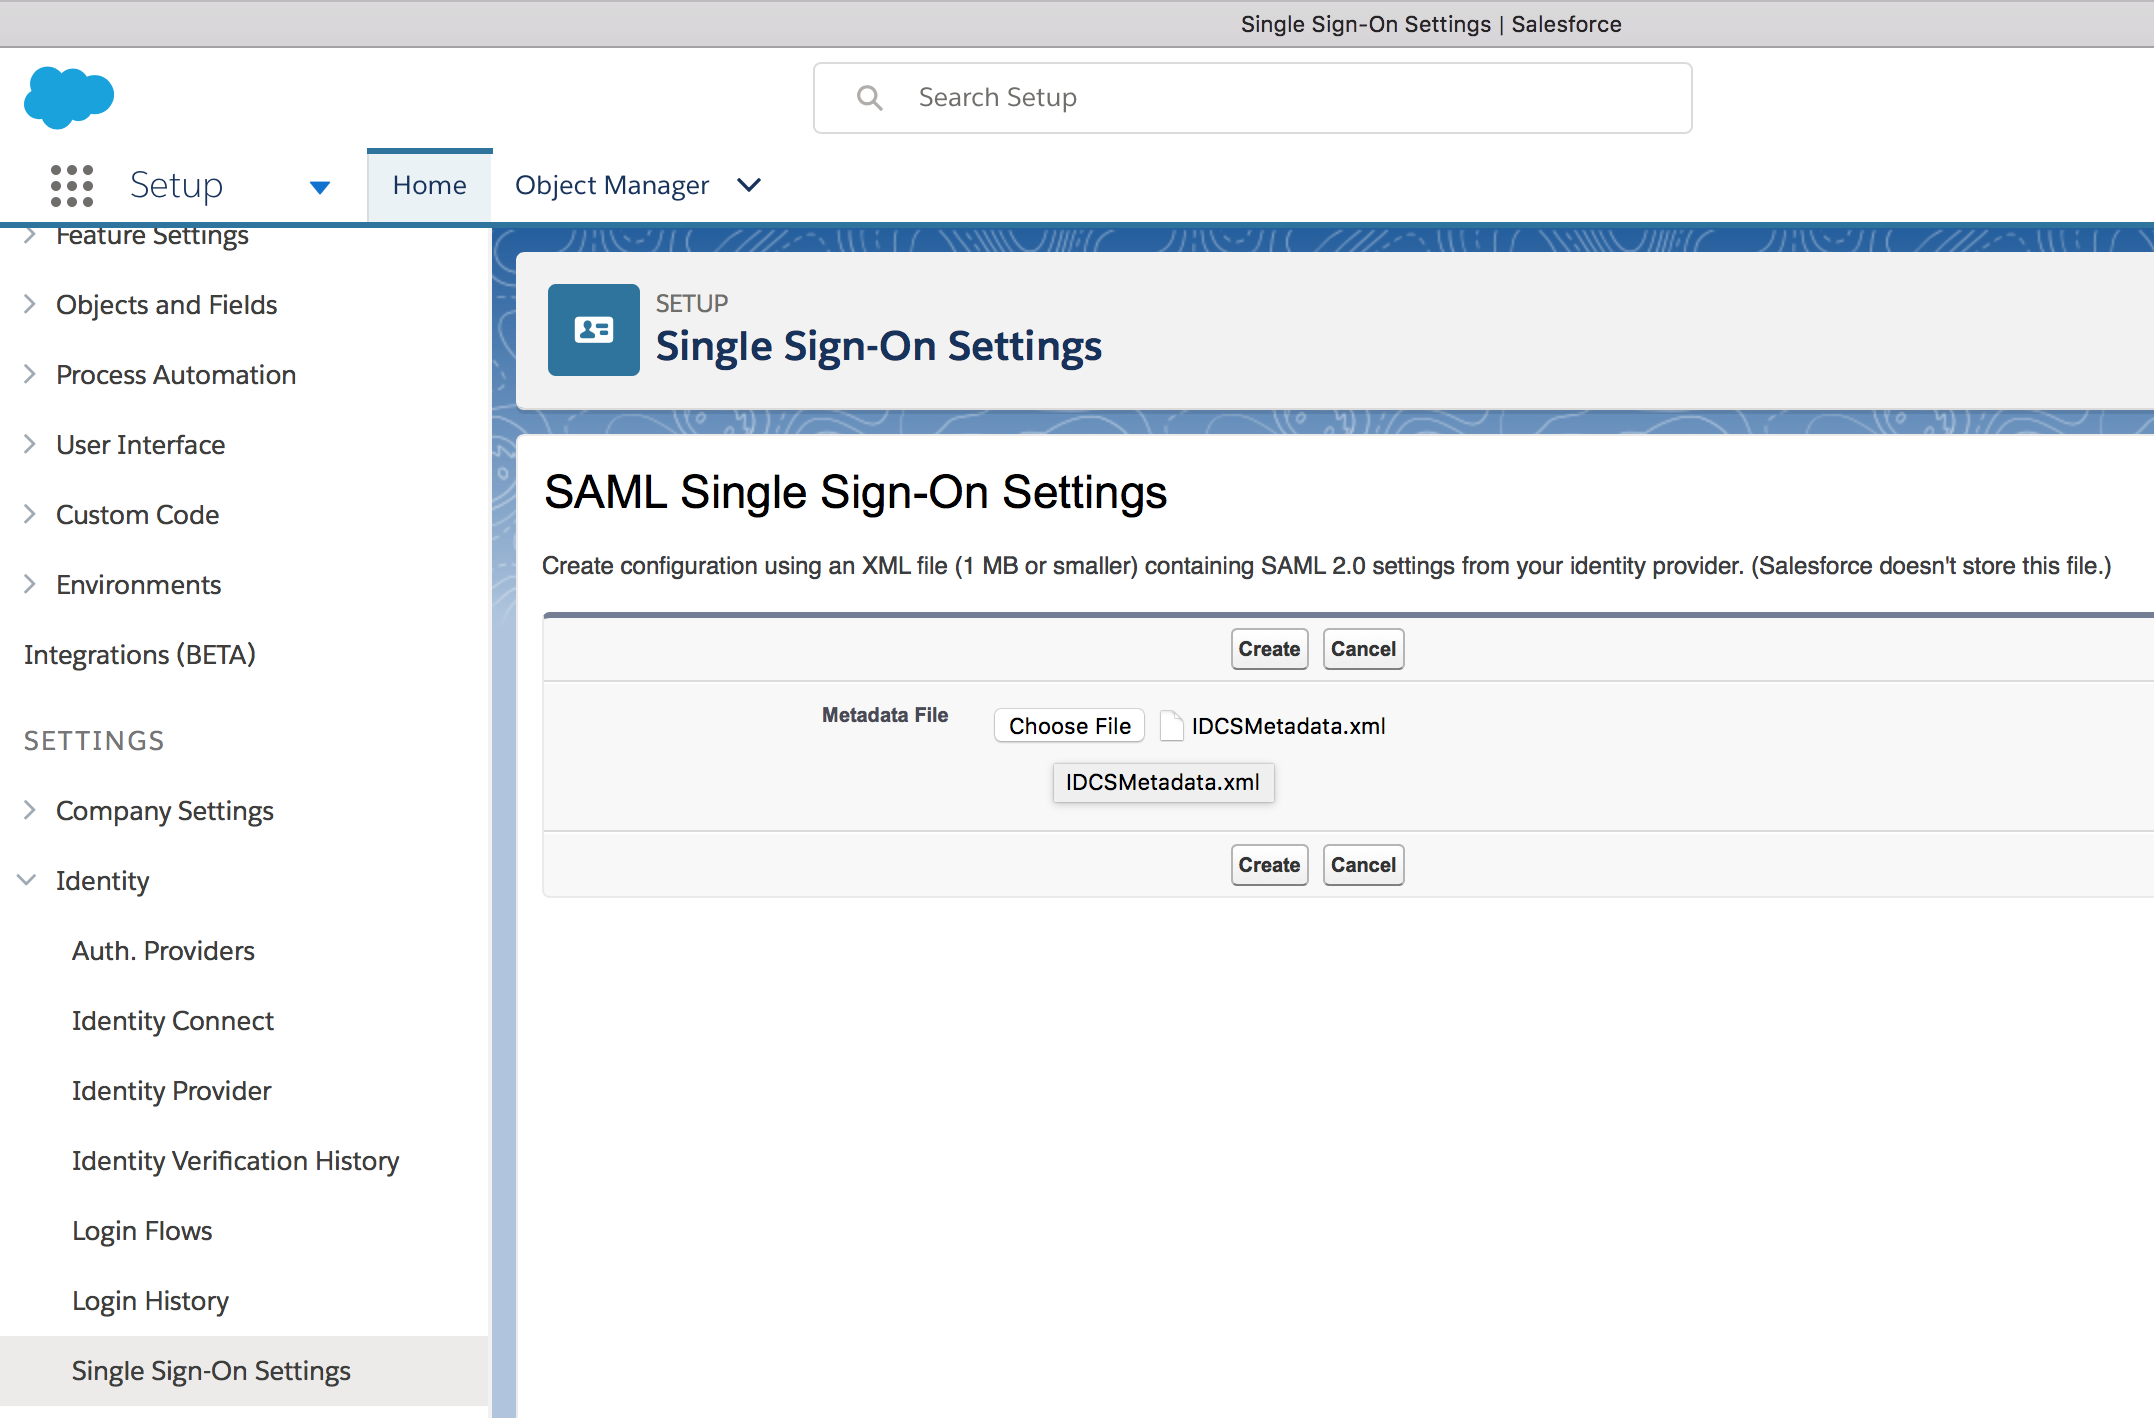 Single Sign-On Settings | Salesforce
Search Setup
Setup
Home
Object Manager
Feature Settings
Objects and Fields
Process Automation
User Interface
Custom Code
Environments
Integrations (BETA)
SETTINGS
Company Settings
Identity
Auth. Providers
Identity Connect
Identity Provider
Identity Verification History
Login Flows
Login History
Single Sign-On Settings
SETUP
Single Sign-On Settings
SAML Single Sign-On Settings
Create configuration using an XML file (1 MB or smaller) containing SAML 2.0 settings from your identity provider. (Salesforce doesn't store this file.)
Create Cancel
Metadata File Choose File IDCSMetadata.xml
IDCSMetadata.xml
Create Cancel